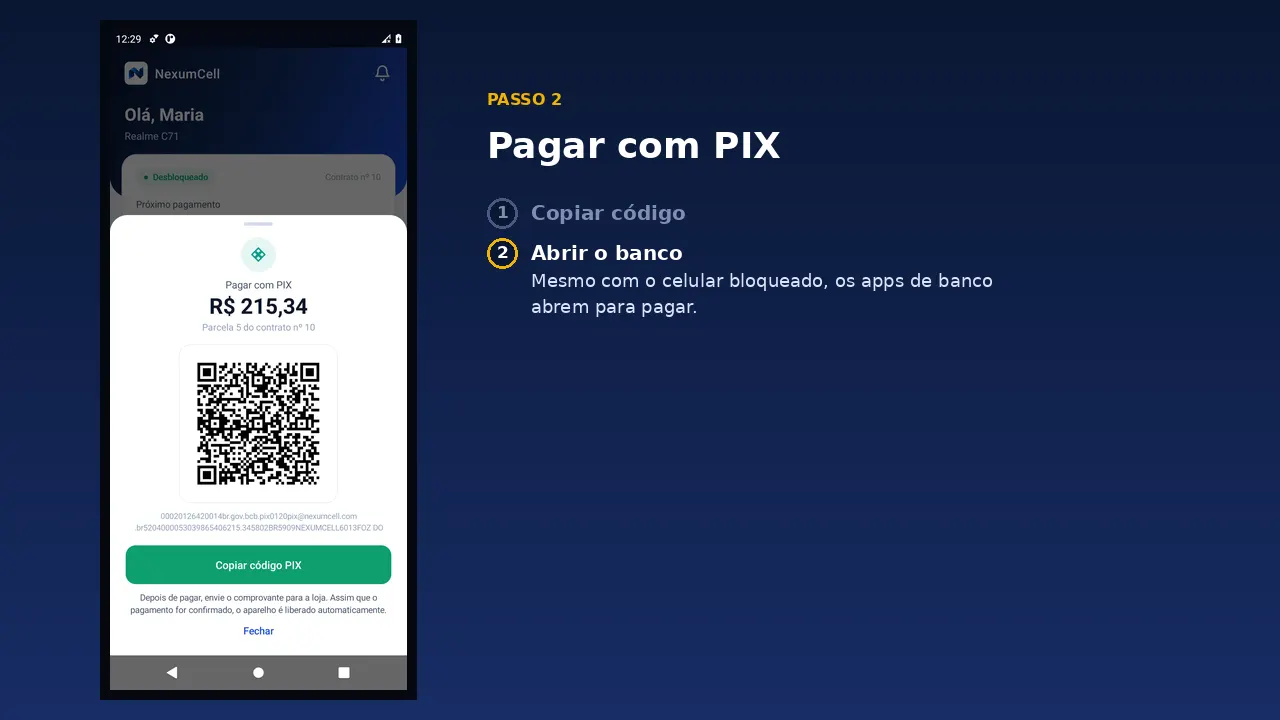 12:29
NexumCell
Olá, Maria
Realme C71
Desbloqueado
Contrato nº 10
Próximo pagamento
Pagar com PIX
R$ 215,34
Parcela 5 do contrato nº 10
00020126420014br.gov.bcb.pix0120pix@nexumcell.com
.br5204000053039865406215.345802BR5909NEXUMCELL6013FOZ DO
Copiar código PIX
Depois de pagar, envie o comprovante para a loja. Assim que o
pagamento for confirmado, o aparelho é liberado automaticamente.
Fechar
PASSO 2
Pagar com PIX
1 Copiar código
2 Abrir o banco
Mesmo com o celular bloqueado, os apps de banco
abrem para pagar.